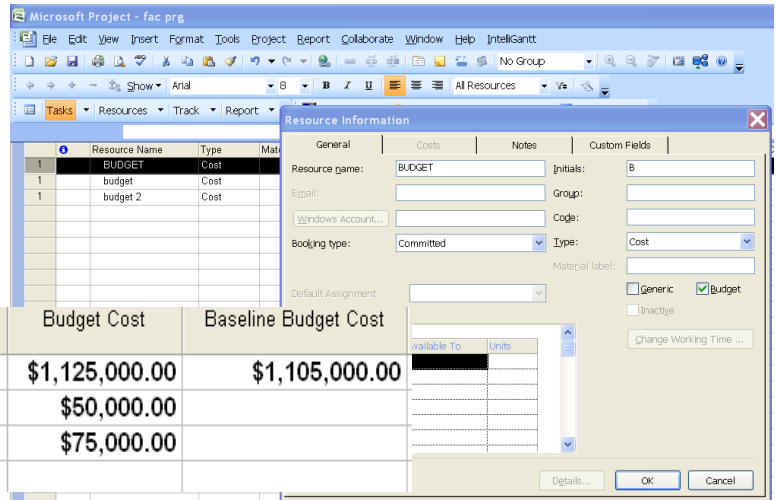 Microsoft Project - fac prg
File Edit View Insert Format Tools Project Report Collaborate Window Help IntelliGantt
No Group
Show Arial 8 B I U All Resources
Tasks Resources Track Report
Resource Name Type Mate
1 BUDGET Cost
1 budget Cost
1 budget 2 Cost
Resource Information
General Costs Notes Custom Fields
Resource name: BUDGET Initials: B
Email: Group:
Windows Account... Code:
Booking type: Committed Type: Cost
Material label:
Default Assignment Generic Budget
Inactive
Available To Units Change Working Time ...
Details... OK Cancel
Budget Cost Baseline Budget Cost
$1,125,000.00 $1,105,000.00
$50,000.00
$75,000.00